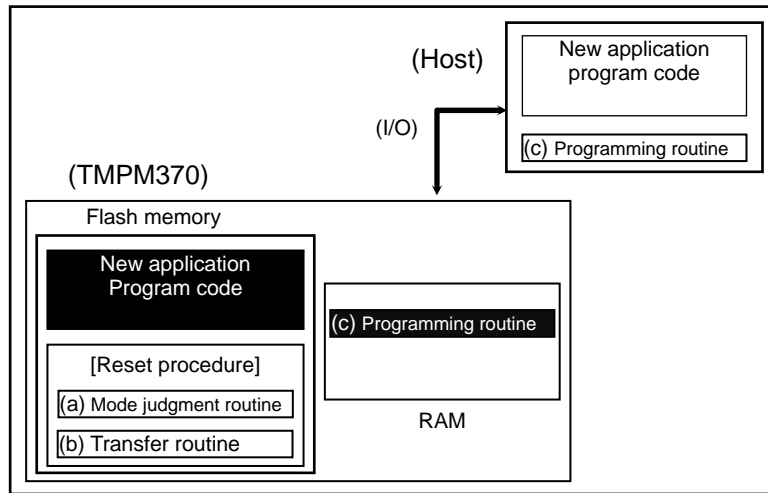 (Host)
New application
program code
(c) Programming routine
(I/O)
(TMPM370)
Flash memory
New application
Program code
[Reset procedure]
(a) Mode judgment routine
(b) Transfer routine
(c) Programming routine
RAM